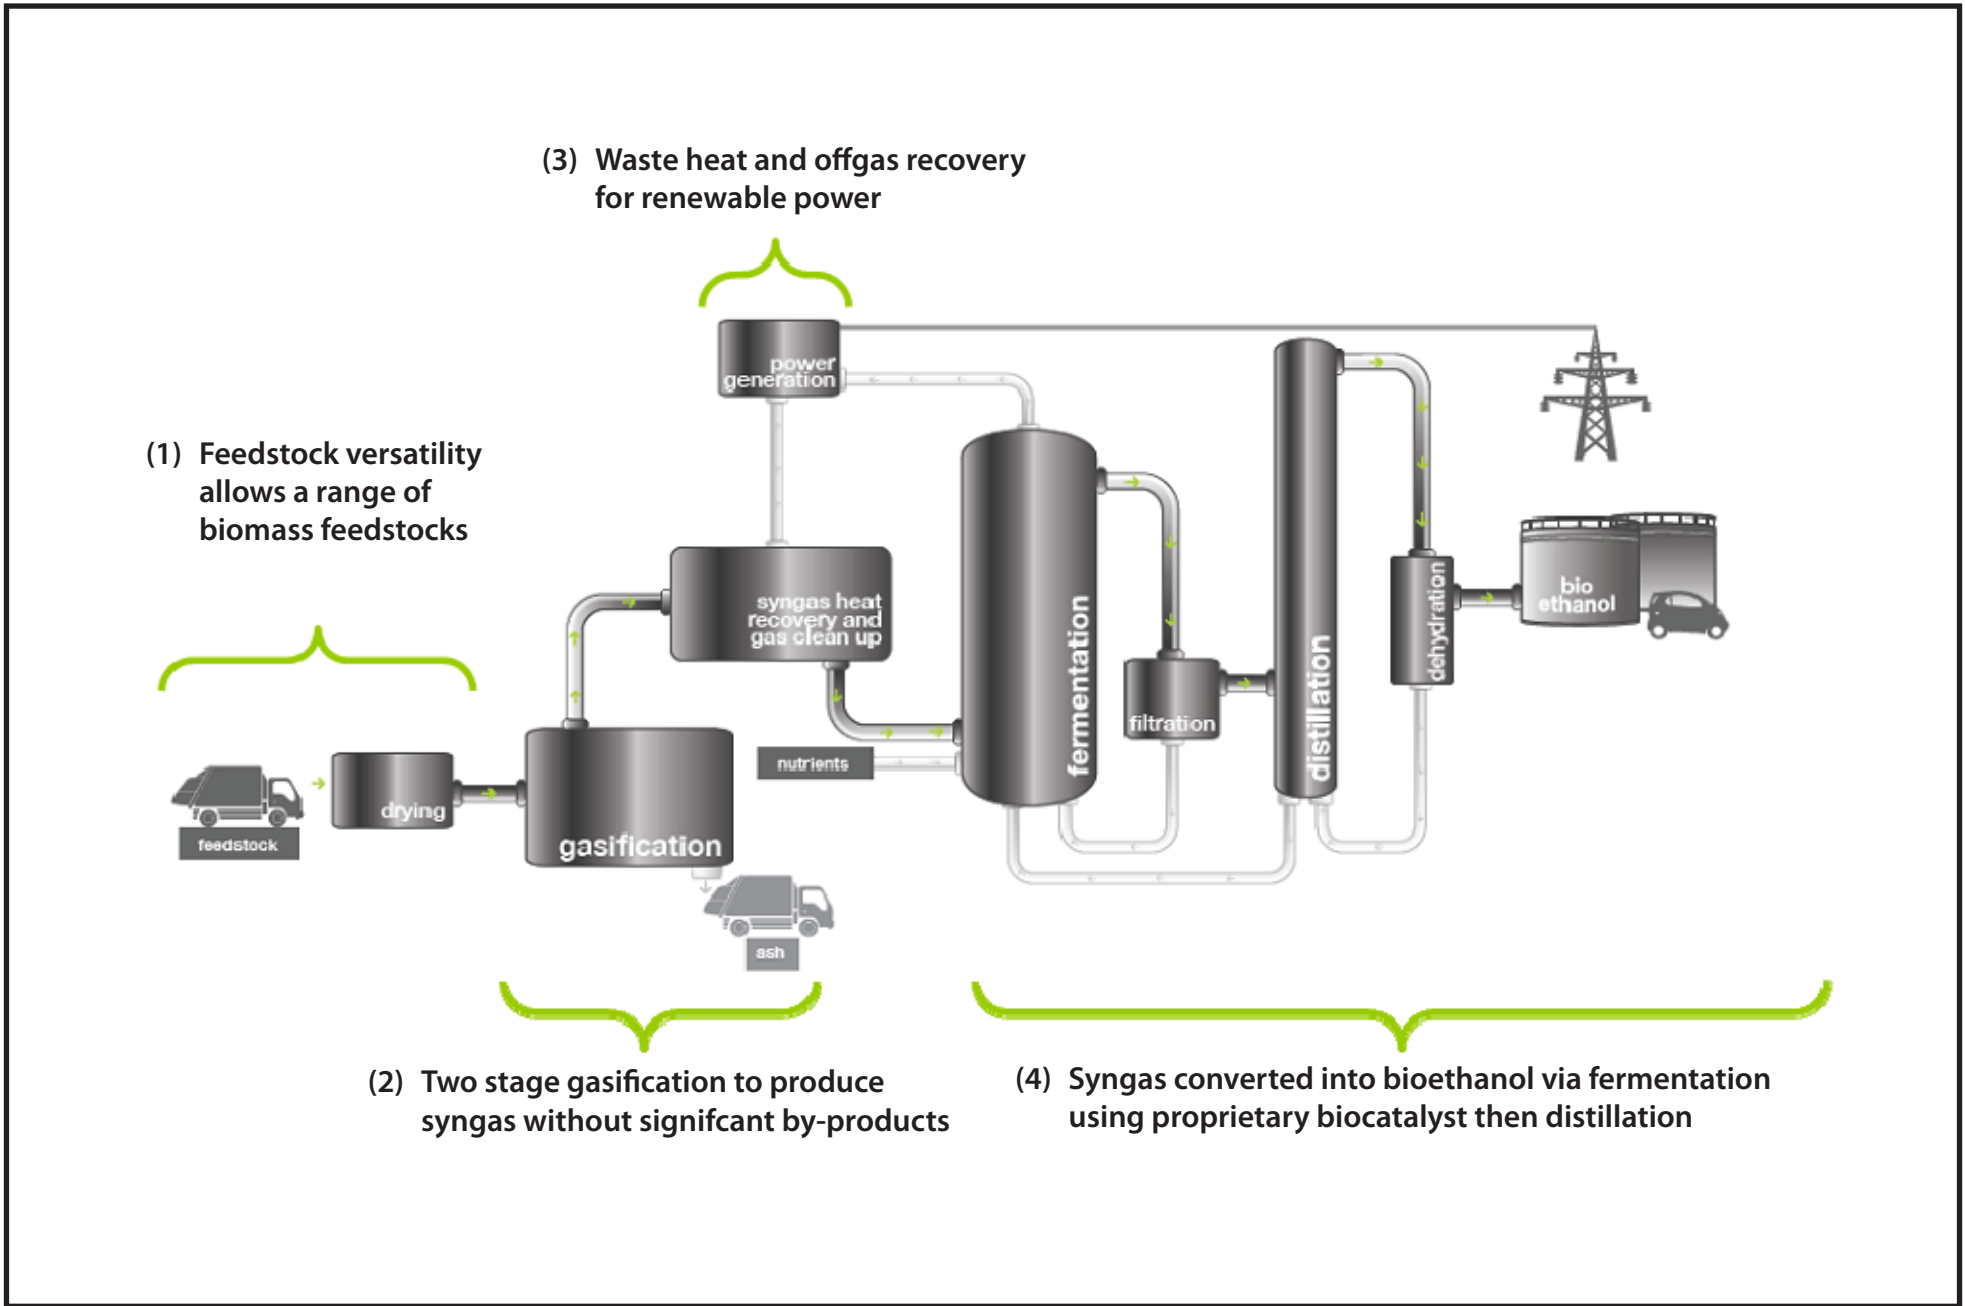 (3) Waste heat and offgas recovery
for renewable power
power
generation
(1) Feedstock versatility
allows a range of
biomass feedstocks
syngas heat
recovery and
gas clean up
fermentation
nutrients
filtration
distillation
dehydration
bio
ethanol
feedstock
drying
gasification
ash
(2) Two stage gasification to produce
syngas without signifcant by-products
(4) Syngas converted into bioethanol via fermentation
using proprietary biocatalyst then distillation